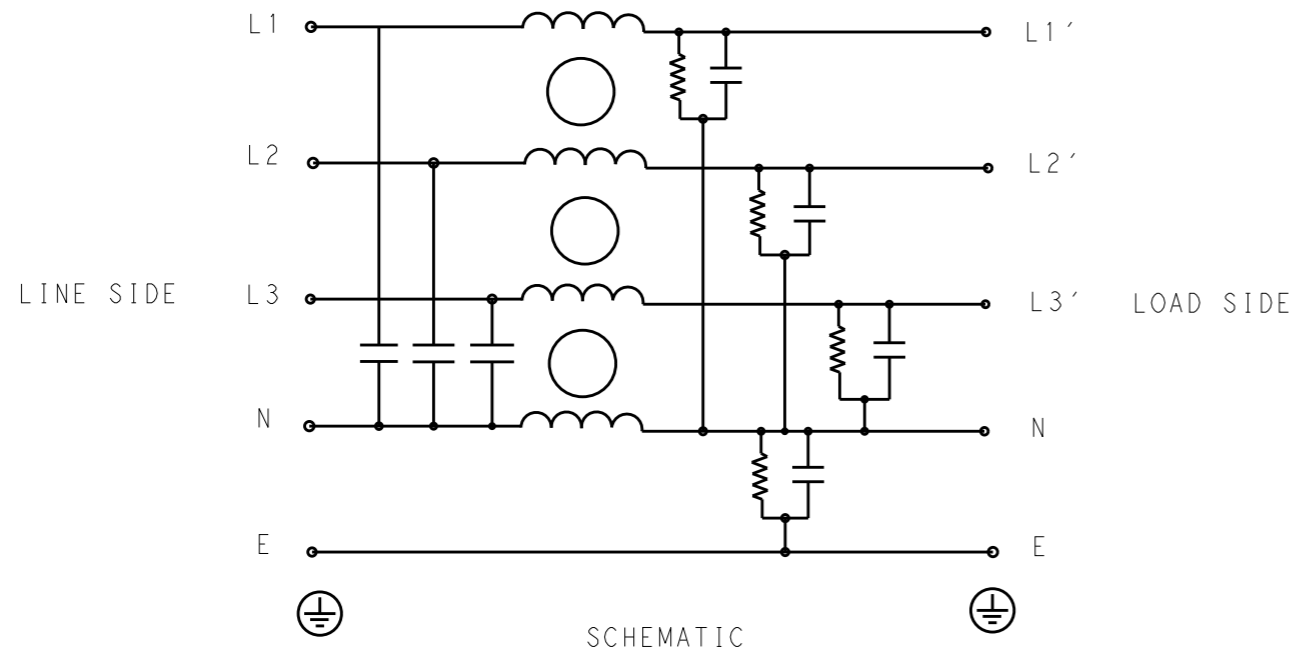 L1 L1′
L2 L2′
LINE SIDE L3 L3′ LOAD SIDE
N N
E E
SCHEMATIC